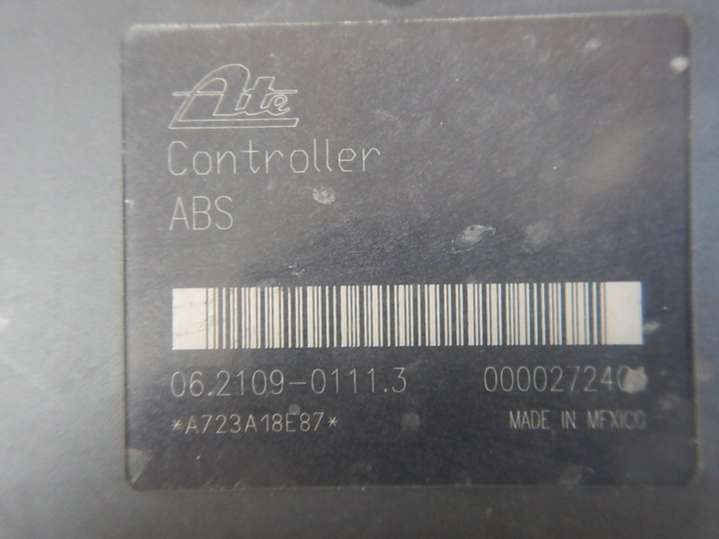 Ate
Controller
ABS
06.2109-0111.3
*A723A18E87* MADE IN MEXICO